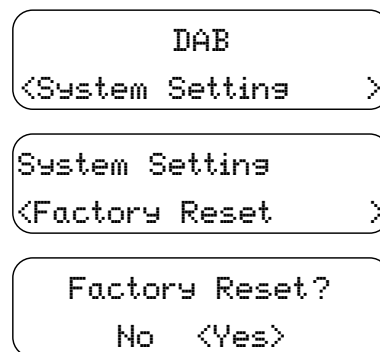 DAB
<System Setting >
System Setting
<Factory Reset >
Factory Reset?
No <Yes>